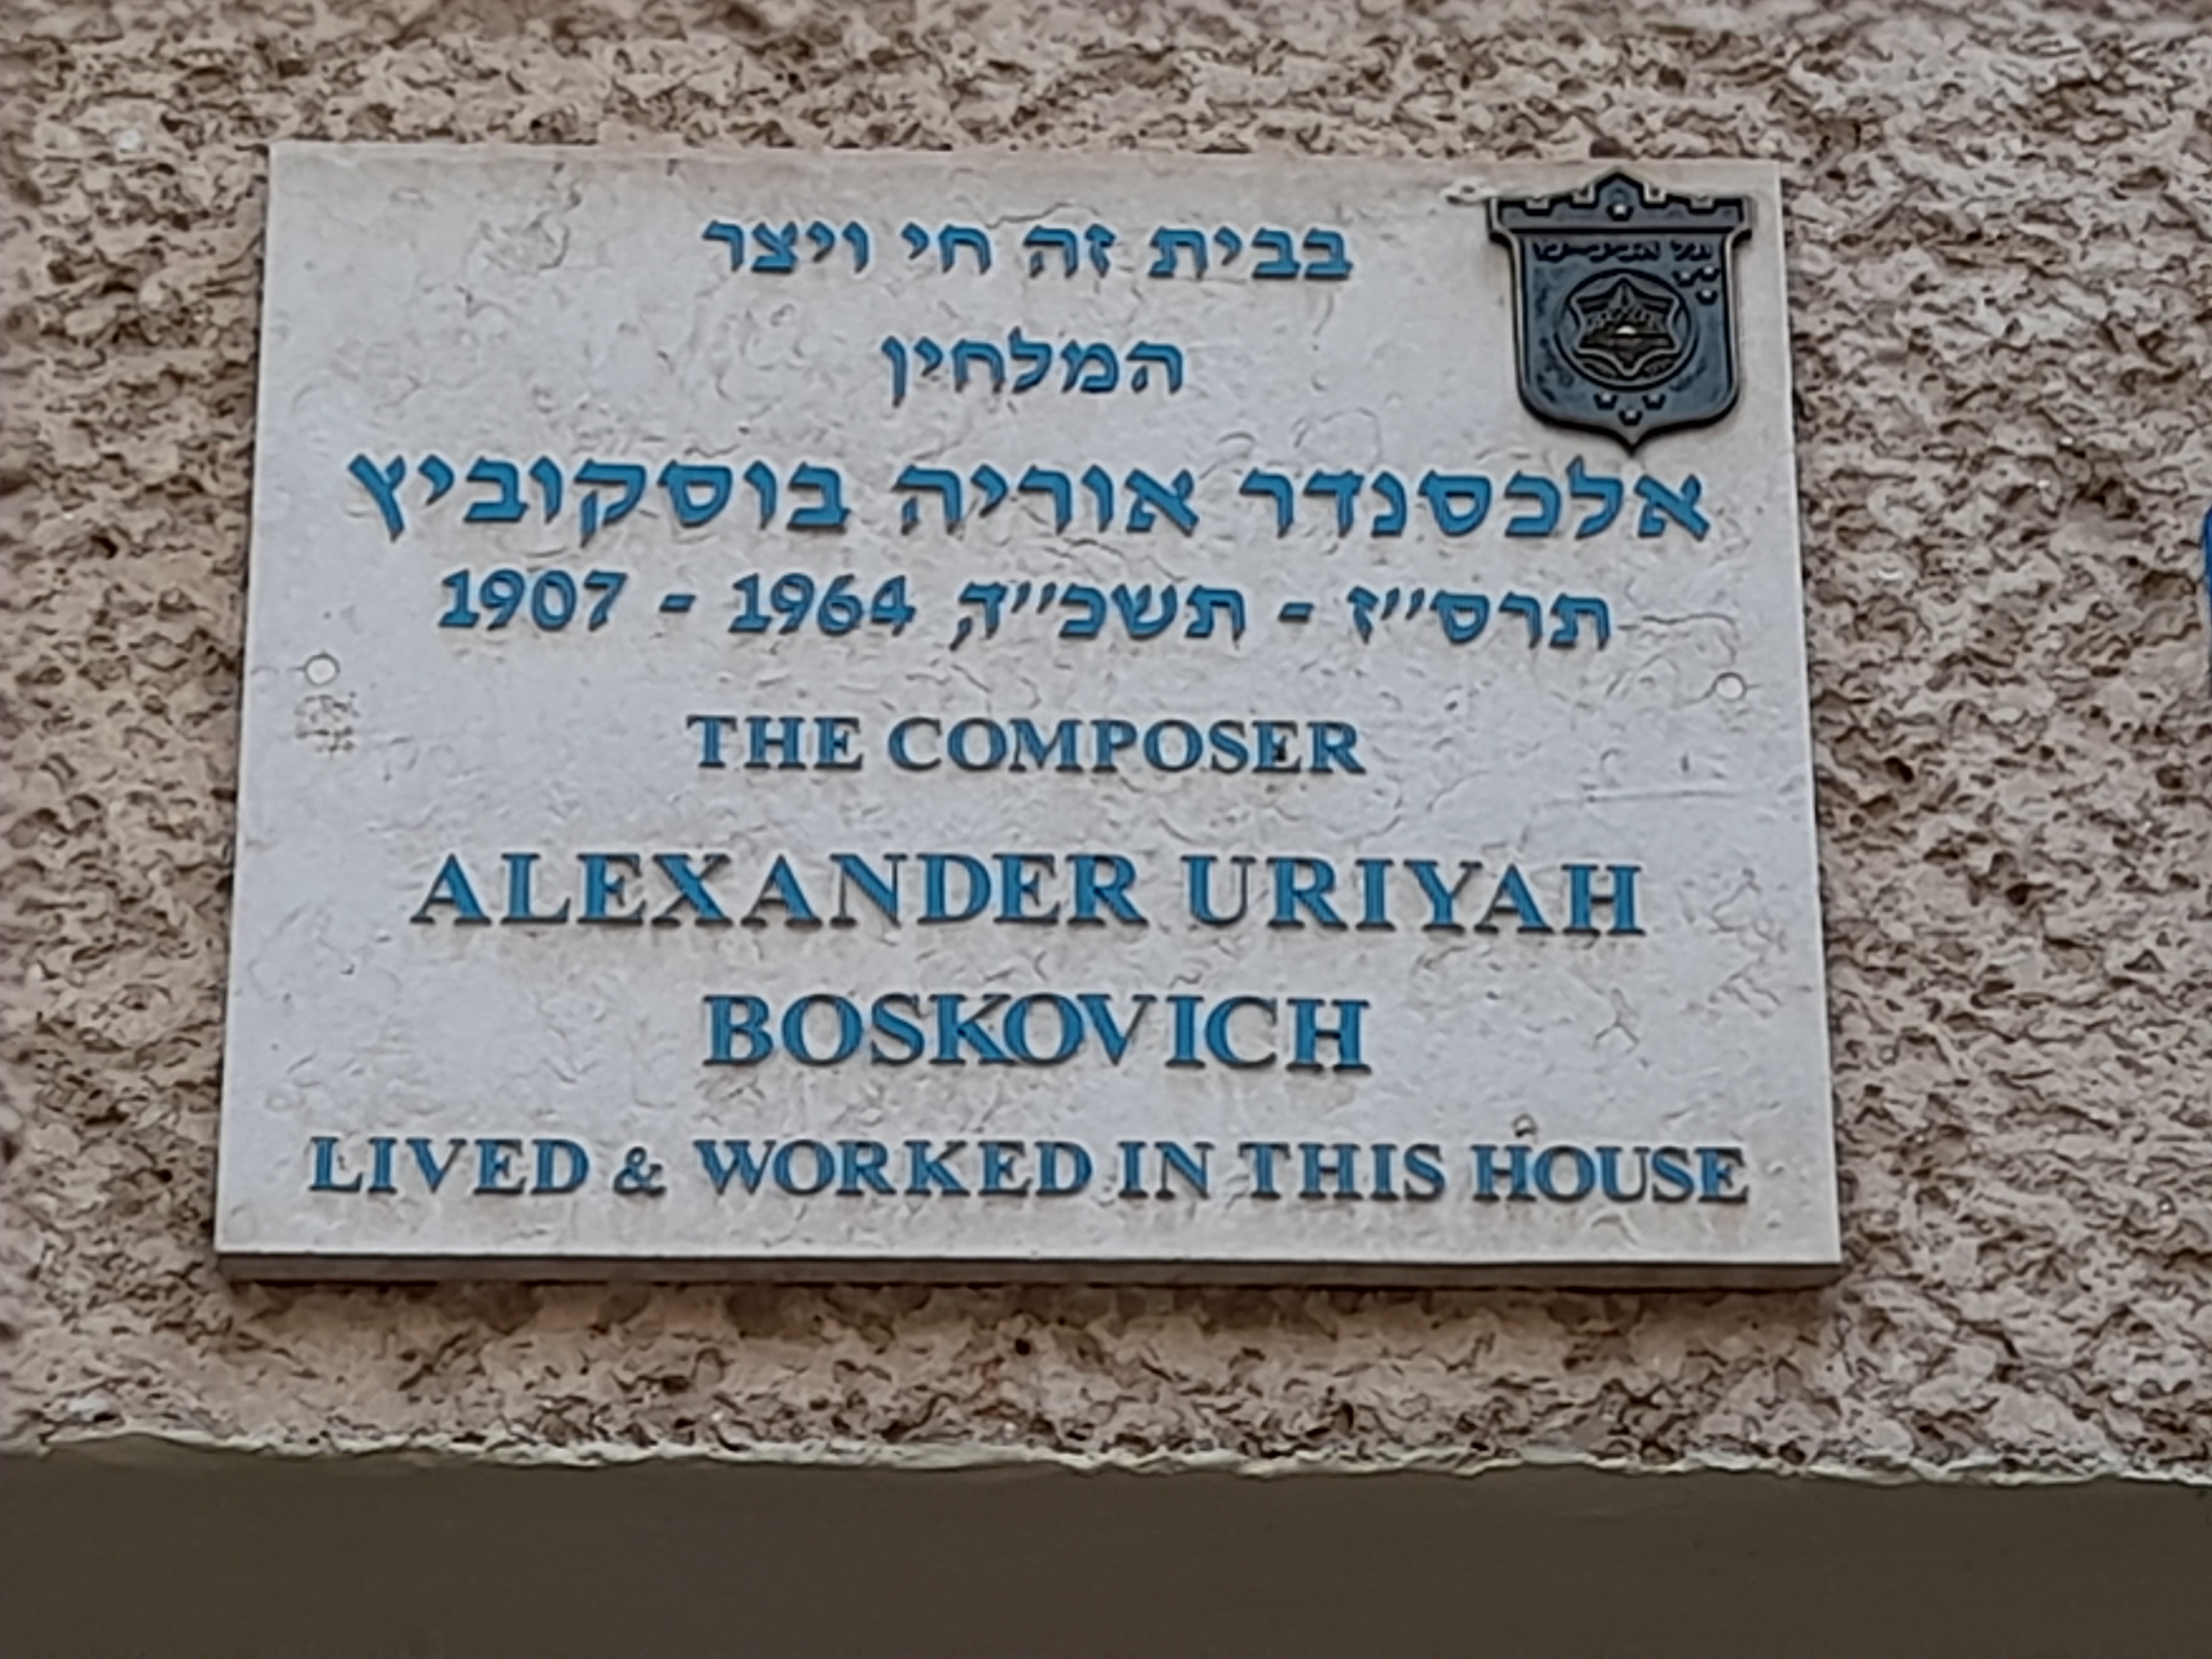 בבית זה חי ויצר
המלחין
אלכסנדר אוריה בוסקוביץ
תרס״ז - תשכ״ד, 1964 - 1907
THE COMPOSER
ALEXANDER URIYAH
BOSKOVICH
LIVED & WORKED IN THIS HOUSE